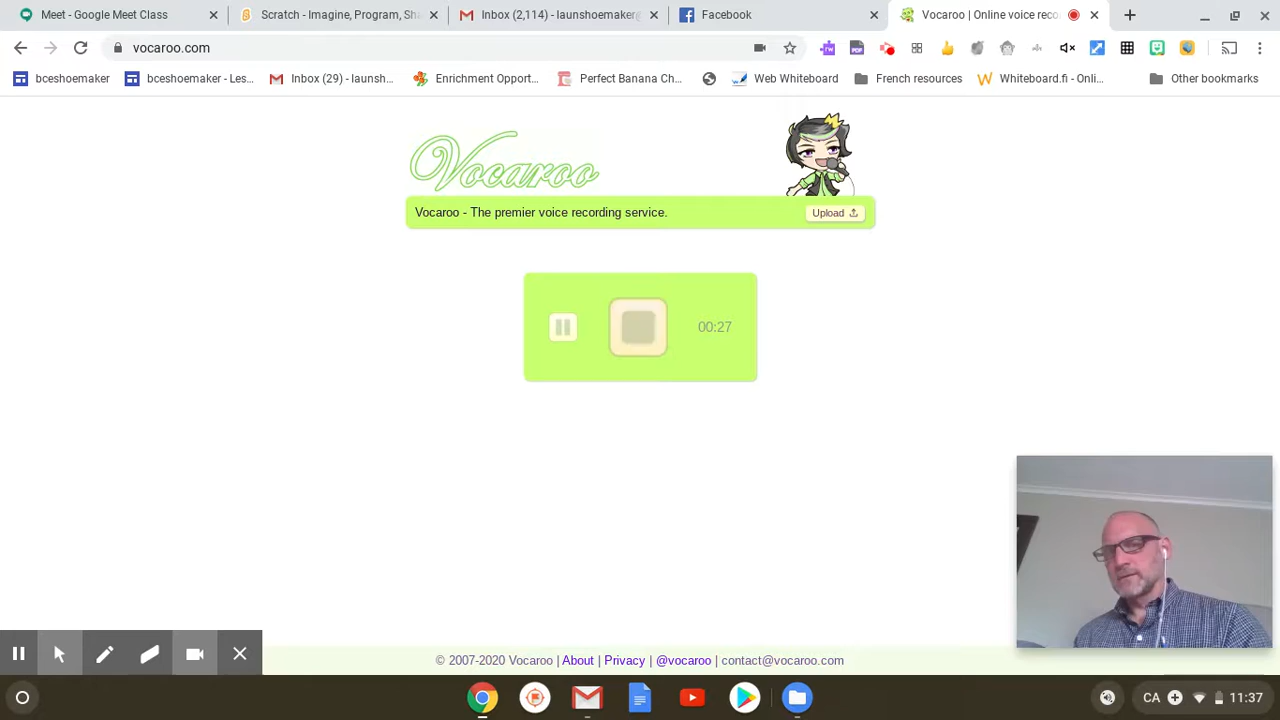 Meet - Google Meet Class
Scratch - Imagine, Program, Sha
Inbox (2,114) - launshoemaker@
Facebook
Vocaroo | Online voice reco
vocaroo.com
bceshoemaker
bceshoemaker - Les...
Inbox (29) - launsh...
Enrichment Opport...
Perfect Banana Ch...
Web Whiteboard
French resources
Whiteboard.fi - Onli...
Other bookmarks
Vocaroo
Vocaroo - The premier voice recording service.
Upload
00:27
© 2007-2020 Vocaroo | About | Privacy | @vocaroo | contact@vocaroo.com
CA
11:37